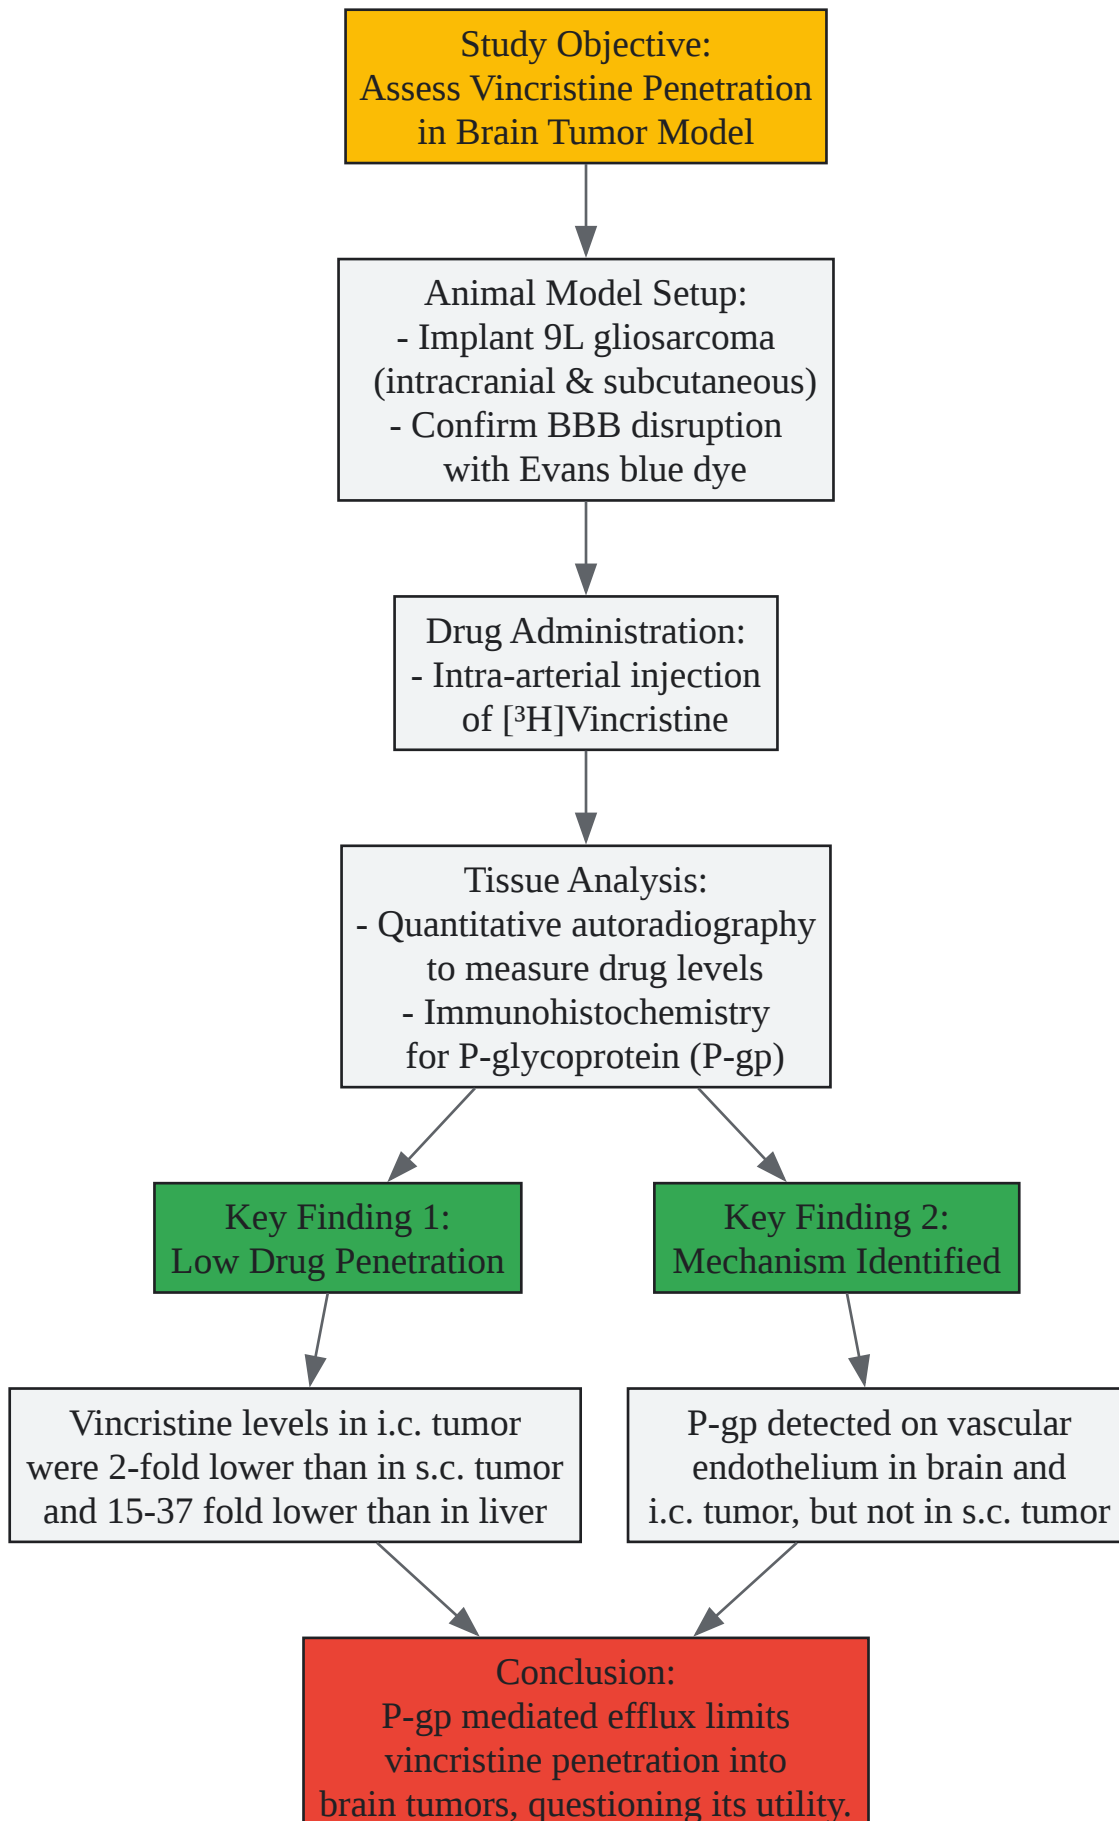 Study Objective:
Assess Vincristine Penetration
in Brain Tumor Model
Animal Model Setup:
- Implant 9L gliosarcoma
(intracranial & subcutaneous)
- Confirm BBB disruption
with Evans blue dye
Drug Administration:
- Intra-arterial injection
of [³H]Vincristine
Tissue Analysis:
- Quantitative autoradiography
to measure drug levels
- Immunohistochemistry
for P-glycoprotein (P-gp)
Key Finding 1:
Low Drug Penetration
Key Finding 2:
Mechanism Identified
Vincristine levels in i.c. tumor
were 2-fold lower than in s.c. tumor
and 15-37 fold lower than in liver
P-gp detected on vascular
endothelium in brain and
i.c. tumor, but not in s.c. tumor
Conclusion:
P-gp mediated efflux limits
vincristine penetration into
brain tumors, questioning its utility.